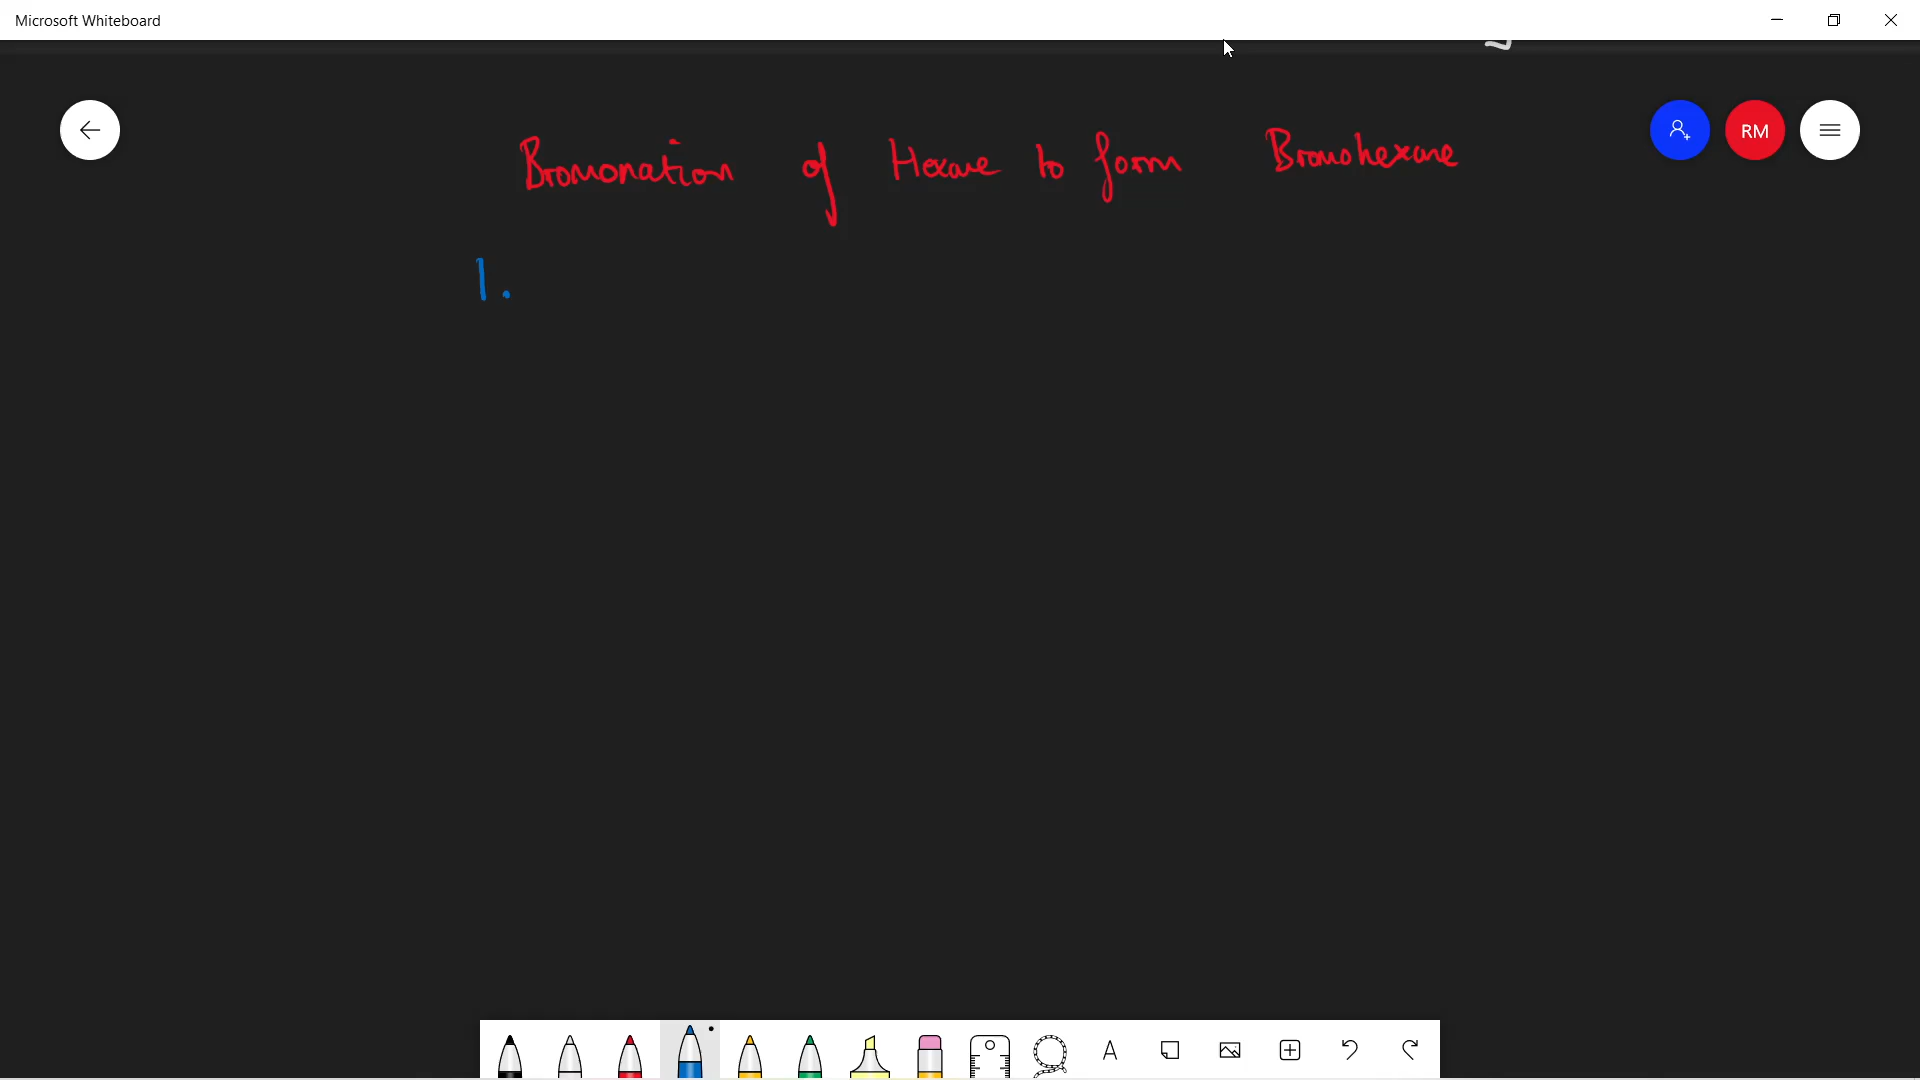 Microsoft Whiteboard
RM
Bromonation of Hexane to form Bromohexane
1.
A